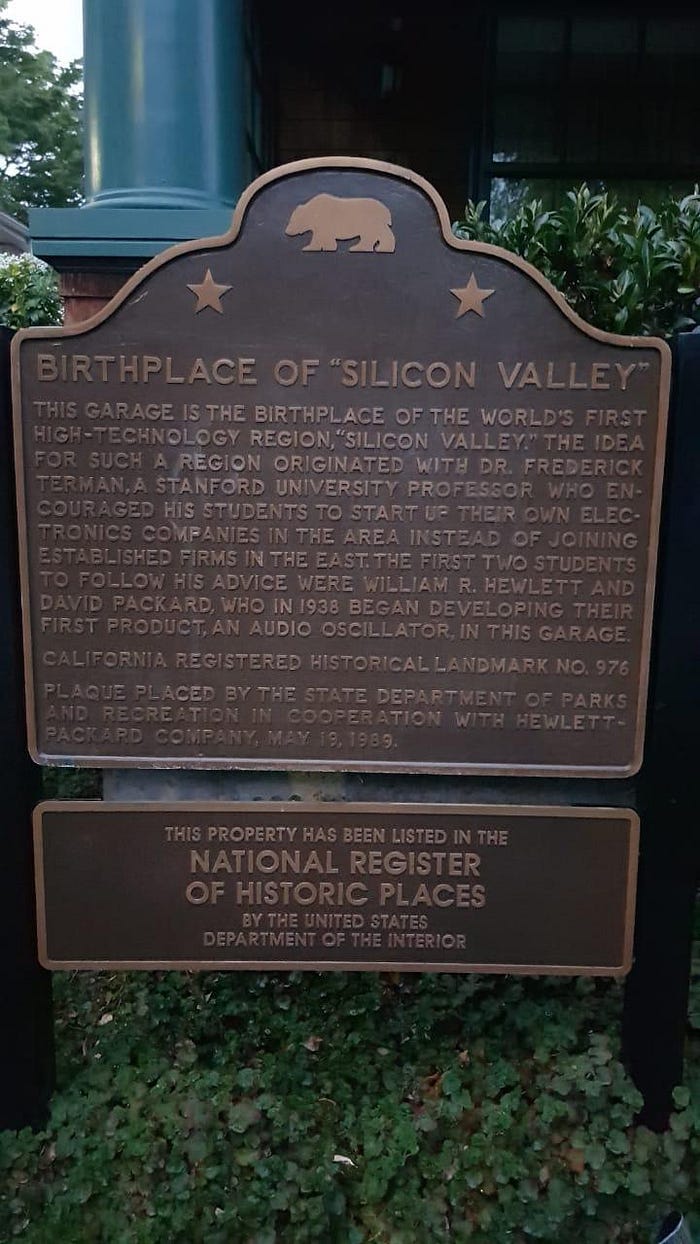 BIRTHPLACE OF "SILICON VALLEY"
THIS GARAGE IS THE BIRTHPLACE OF THE WORLD'S FIRST
HIGH-TECHNOLOGY REGION, "SILICON VALLEY." THE IDEA
FOR SUCH A REGION ORIGINATED WITH DR. FREDERICK
TERMAN, A STANFORD UNIVERSITY PROFESSOR WHO EN-
COURAGED HIS STUDENTS TO START UP THEIR OWN ELEC-
TRONICS COMPANIES IN THE AREA INSTEAD OF JOINING
ESTABLISHED FIRMS IN THE EAST. THE FIRST TWO STUDENTS
TO FOLLOW HIS ADVICE WERE WILLIAM R. HEWLETT AND
DAVID PACKARD, WHO IN 1938 BEGAN DEVELOPING THEIR
FIRST PRODUCT, AN AUDIO OSCILLATOR, IN THIS GARAGE.
CALIFORNIA REGISTERED HISTORICAL LANDMARK NO. 976
PLAQUE PLACED BY THE STATE DEPARTMENT OF PARKS
AND RECREATION IN COOPERATION WITH HEWLETT-
PACKARD COMPANY, MAY 19, 1989.
THIS PROPERTY HAS BEEN LISTED IN THE
NATIONAL REGISTER
OF HISTORIC PLACES
BY THE UNITED STATES
DEPARTMENT OF THE INTERIOR